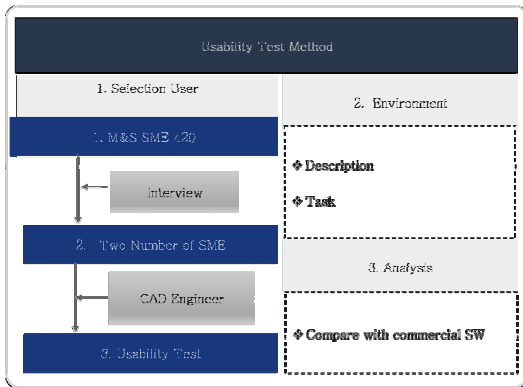 Usability Test Method
1. Selection User
1. M&S SME 420
Interview
2. Two Number of SME
CAD Engineer
3. Usability Test
2. Environment
❖ Description
❖ Task
3. Analysis
❖ Compare with commercial SW